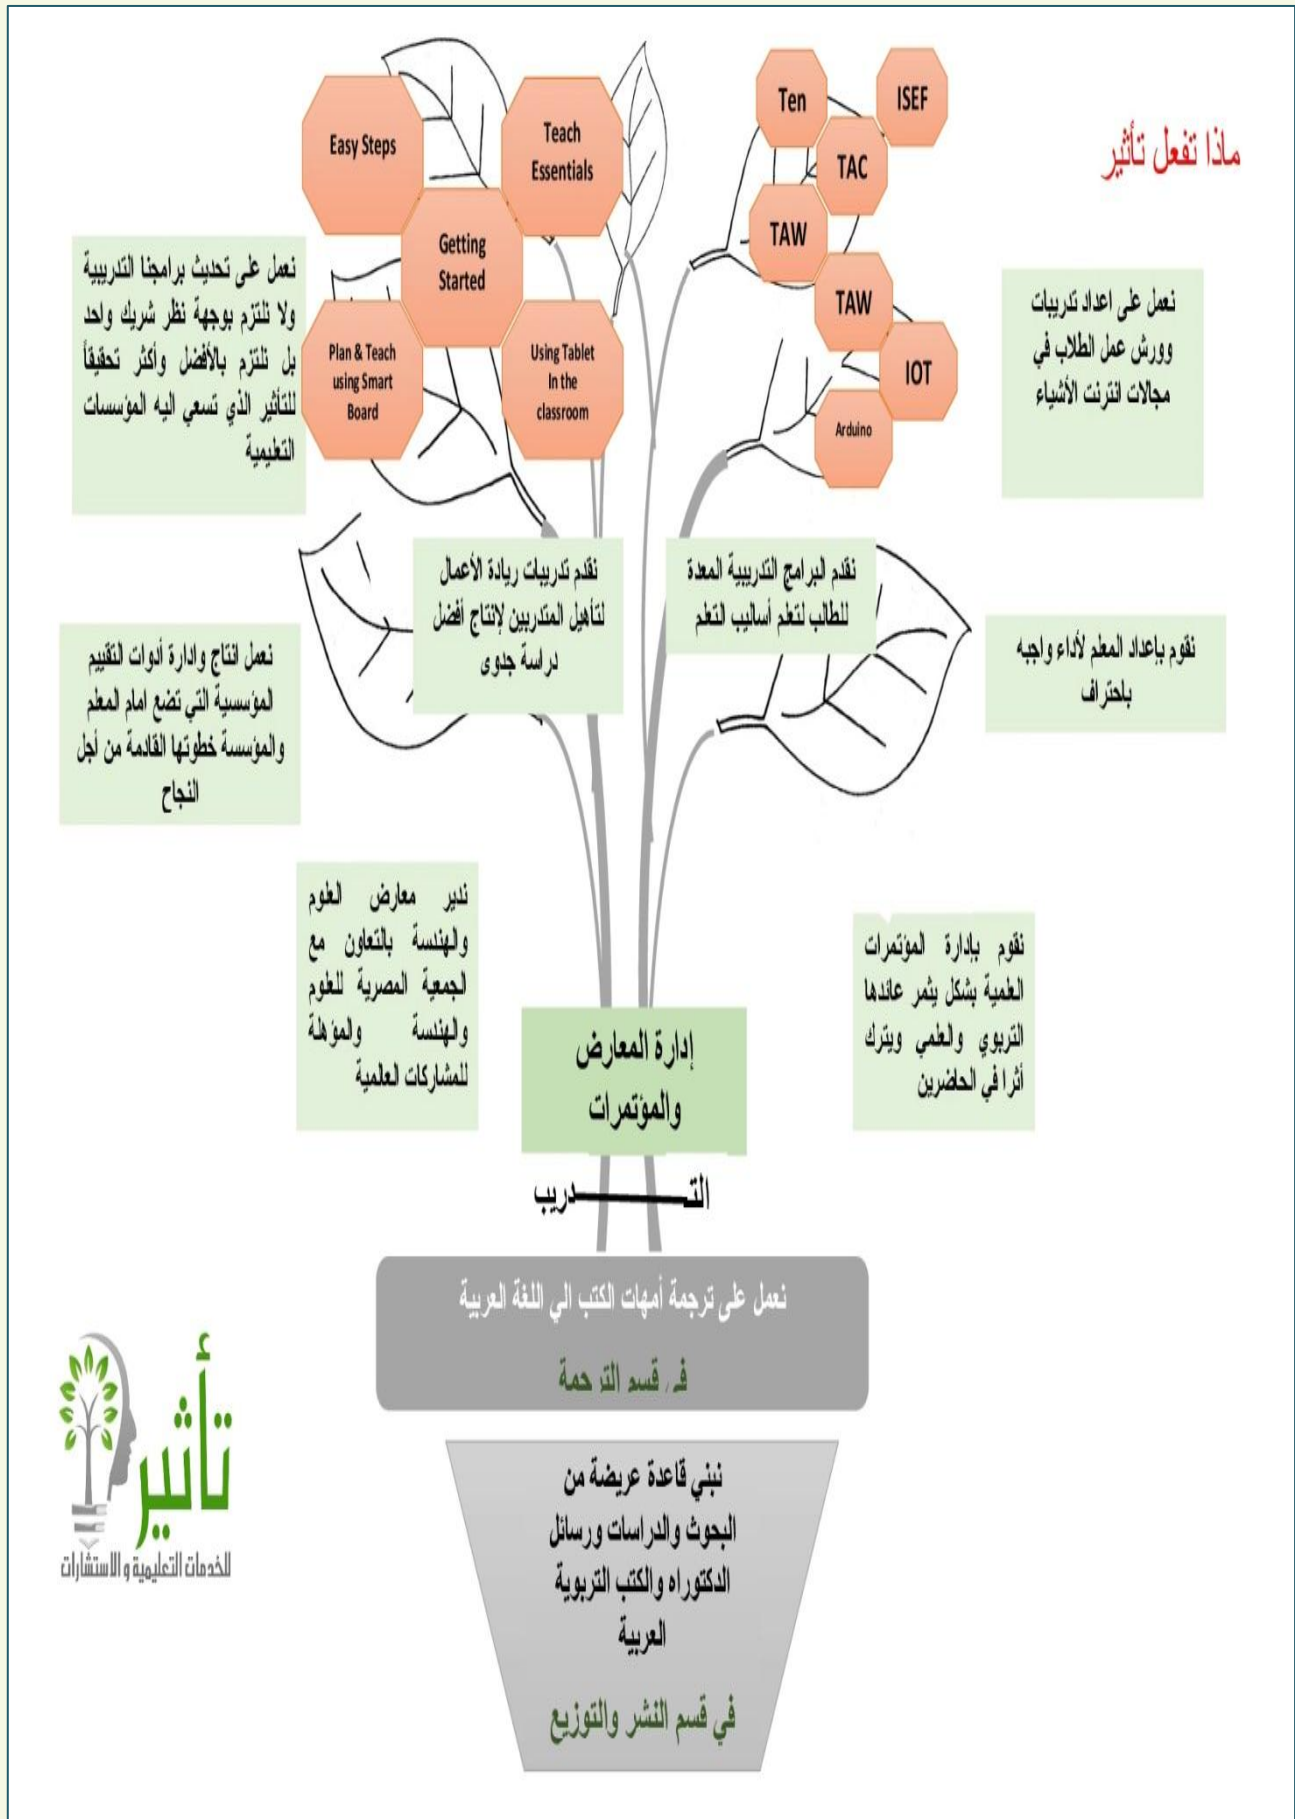 ماذا تفعل تأثير
Ten
ISEF
TAC
TAW
TAW
IOT
Arduino
Easy Steps
Teach
Essentials
Getting
Started
Plan & Teach
using Smart
Board
Using Tablet
In the
classroom
نعمل على اعداد تدريبات
وورش عمل الطلاب في
مجالات انترنت الأشياء
نعمل على تحديث برامجنا التدريبية
ولا نلتزم بوجهة نظر شريك واحد
بل نلتزم بالأفضل وأكثر تحقيقاً
للتأثير الذي تسعي اليه المؤسسات
التعليمية
نقدم البرامج التدريبية المعدة
للطالب لتعلم أساليب التعلم
نقدم تدريبات ريادة الأعمال
لتأهيل المتدربين لإنتاج أفضل
دراسة جدوى
نقوم بإعداد المعلم لأداء واجبه
باحتراف
نعمل انتاج وادارة أدوات التقييم
المؤسسية التي تضع امام المعلم
والمؤسسة خطوتها القادمة من أجل
النجاح
نقوم بإدارة المؤتمرات
العلمية بشكل يثمر عائدها
التربوي والعلمي ويترك
أثرا في الحاضرين
ندير معارض العلوم
والهندسة بالتعاون مع
الجمعية المصرية للعلوم
والهندسة والمؤهلة
للمشاركات العالمية
إدارة المعارض
والمؤتمرات
التـــــــدريب
نعمل على ترجمة أمهات الكتب الي اللغة العربية
في قسم الترجمة
نبني قاعدة عريضة من
البحوث والدراسات ورسائل
الدكتوراه والكتب التربوية
العربية
في قسم النشر والتوزيع
تأثير
للخدمات التعليمية و الاستشارات